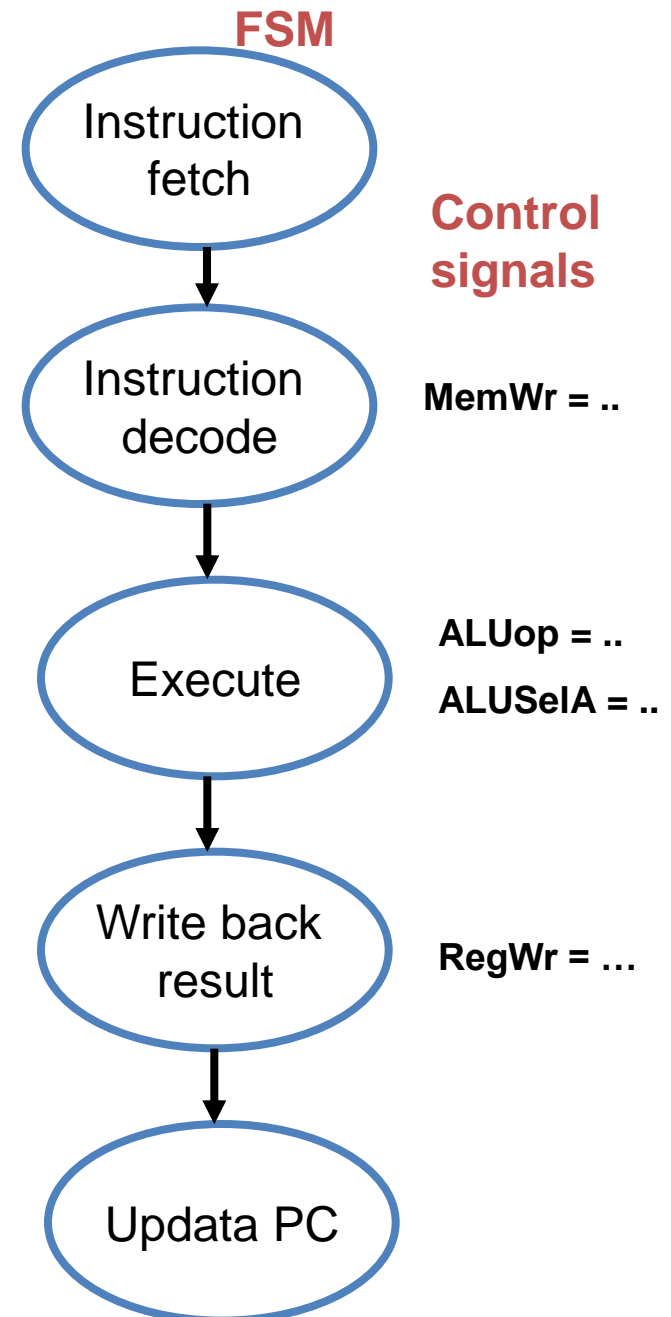 FSM
Instruction
fetch
Control
signals
Instruction
decode
MemWr = ..
Execute
ALUop = ..
ALUSelA = ..
Write back
result
RegWr = …
Updata PC